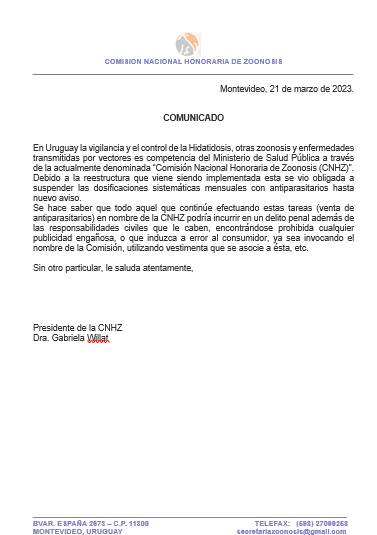 COMISION NACIONAL HONORARIA DE ZOONOSIS
Montevideo, 21 de marzo de 2023.
COMUNICADO
En Uruguay la vigilancia y el control de la Hidatidosis, otras zoonosis y enfermedades
transmitidas por vectores es competencia del Ministerio de Salud Pública a través
de la actualmente denominada "Comisión Nacional Honoraria de Zoonosis (CNHZ)".
Debido a la reestructura que viene siendo implementada esta se vio obligada a
suspender las dosificaciones sistemáticas mensuales con antiparasitarios hasta
nuevo aviso.
Se hace saber que todo aquel que continúe efectuando estas tareas (venta de
antiparasitarios) en nombre de la CNHZ podría incurrir en un delito penal además de
las responsabilidades civiles que le caben, encontrándose prohibida cualquier
publicidad engañosa, o que induzca a error al consumidor, ya sea invocando el
nombre de la Comisión, utilizando vestimenta que se asocie a ésta, etc.
Sin otro particular, le saluda atentamente,
Presidente de la CNHZ
Dra. Gabriela Willat.
BVAR. ESPAÑA 2673 – C.P. 11300 TELEFAX: (598) 27099258
MONTEVIDEO, URUGUAY secretariazoonosis@gmail.com